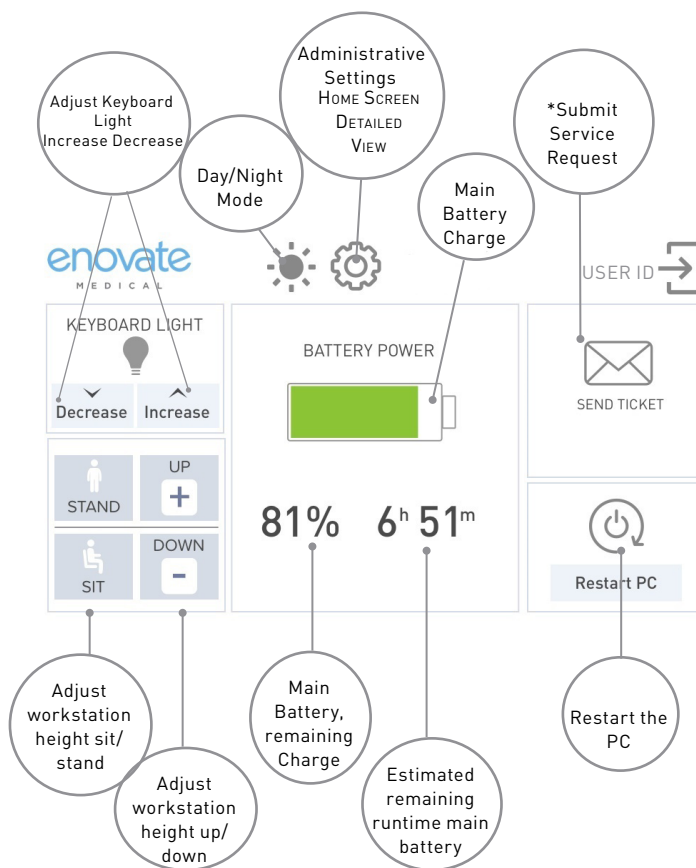 Administrative
Settings
HOME SCREEN
DETAILED
VIEW
Adjust Keyboard
Light
Increase Decrease
*Submit
Service
Request
Day/Night
Mode
Main
Battery
Charge
enovate
MEDICAL
USER ID
KEYBOARD LIGHT
Decrease
Increase
BATTERY POWER
SEND TICKET
STAND
UP
+
SIT
DOWN
-
81%
6h 51m
Restart PC
Adjust
workstation
height sit/
stand
Adjust
workstation
height up/
down
Main
Battery,
remaining
Charge
Estimated
remaining
runtime main
battery
Restart the
PC